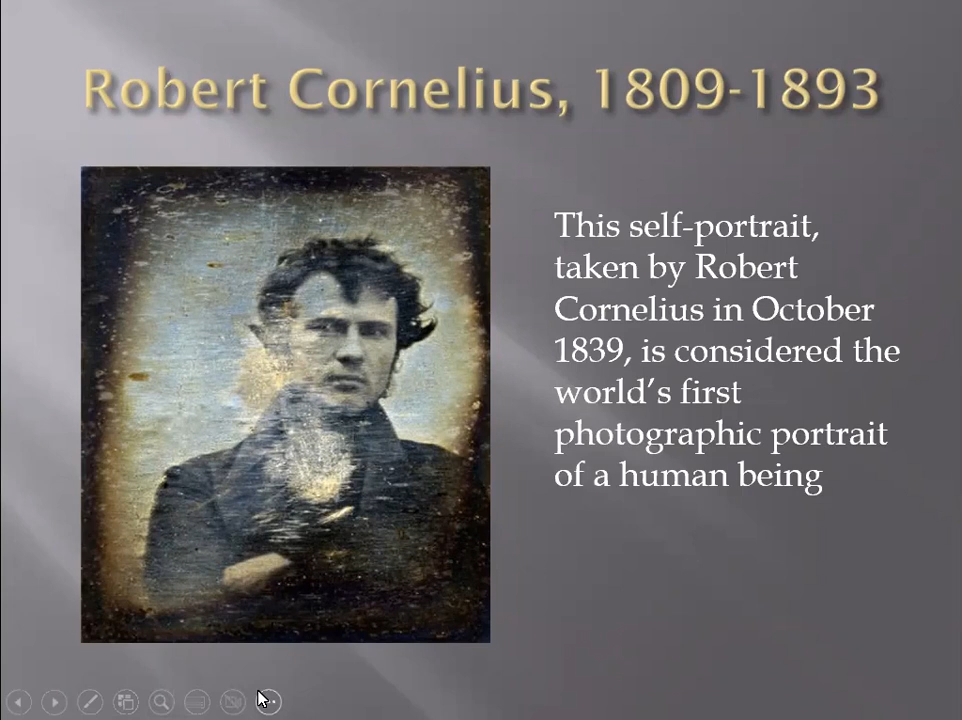 Robert Cornelius, 1809-1893
This self-portrait,
taken by Robert
Cornelius in October
1839, is considered the
world’s first
photographic portrait
of a human being